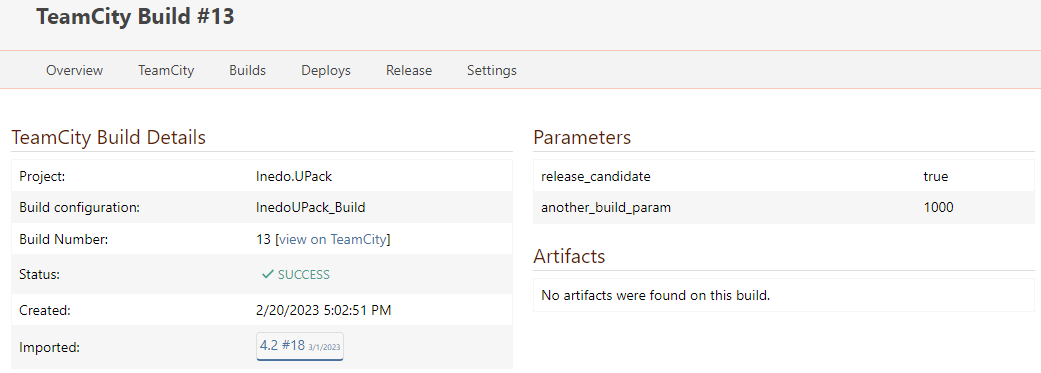 TeamCity Build #13
Overview TeamCity Builds Deploys Release Settings
TeamCity Build Details
Project: Inedo.UPack
Build configuration: InedoUPack_Build
Build Number: 13 [view on TeamCity]
Status: SUCCESS
Created: 2/20/2023 5:02:51 PM
Imported: 4.2 #18 3/1/2023
Parameters
release_candidate true
another_build_param 1000
Artifacts
No artifacts were found on this build.